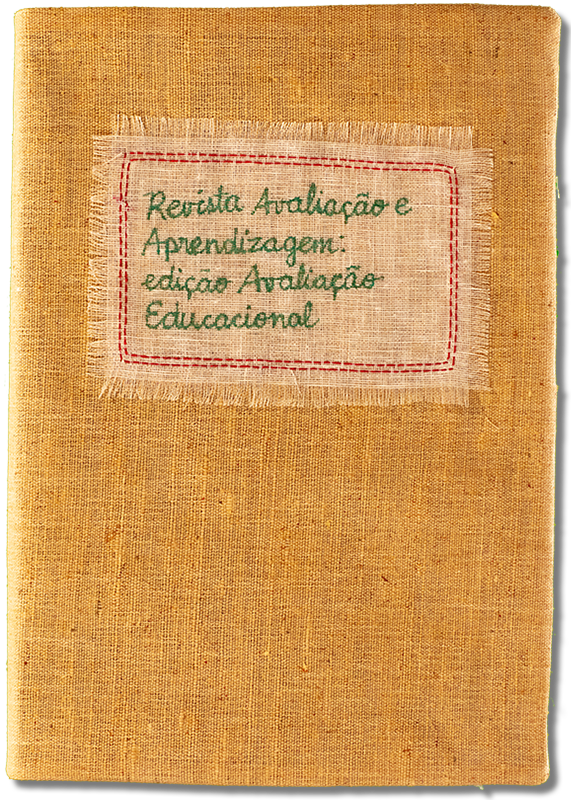 Revista Avaliação e
Aprendizagem:
edição Avaliação
Educacional